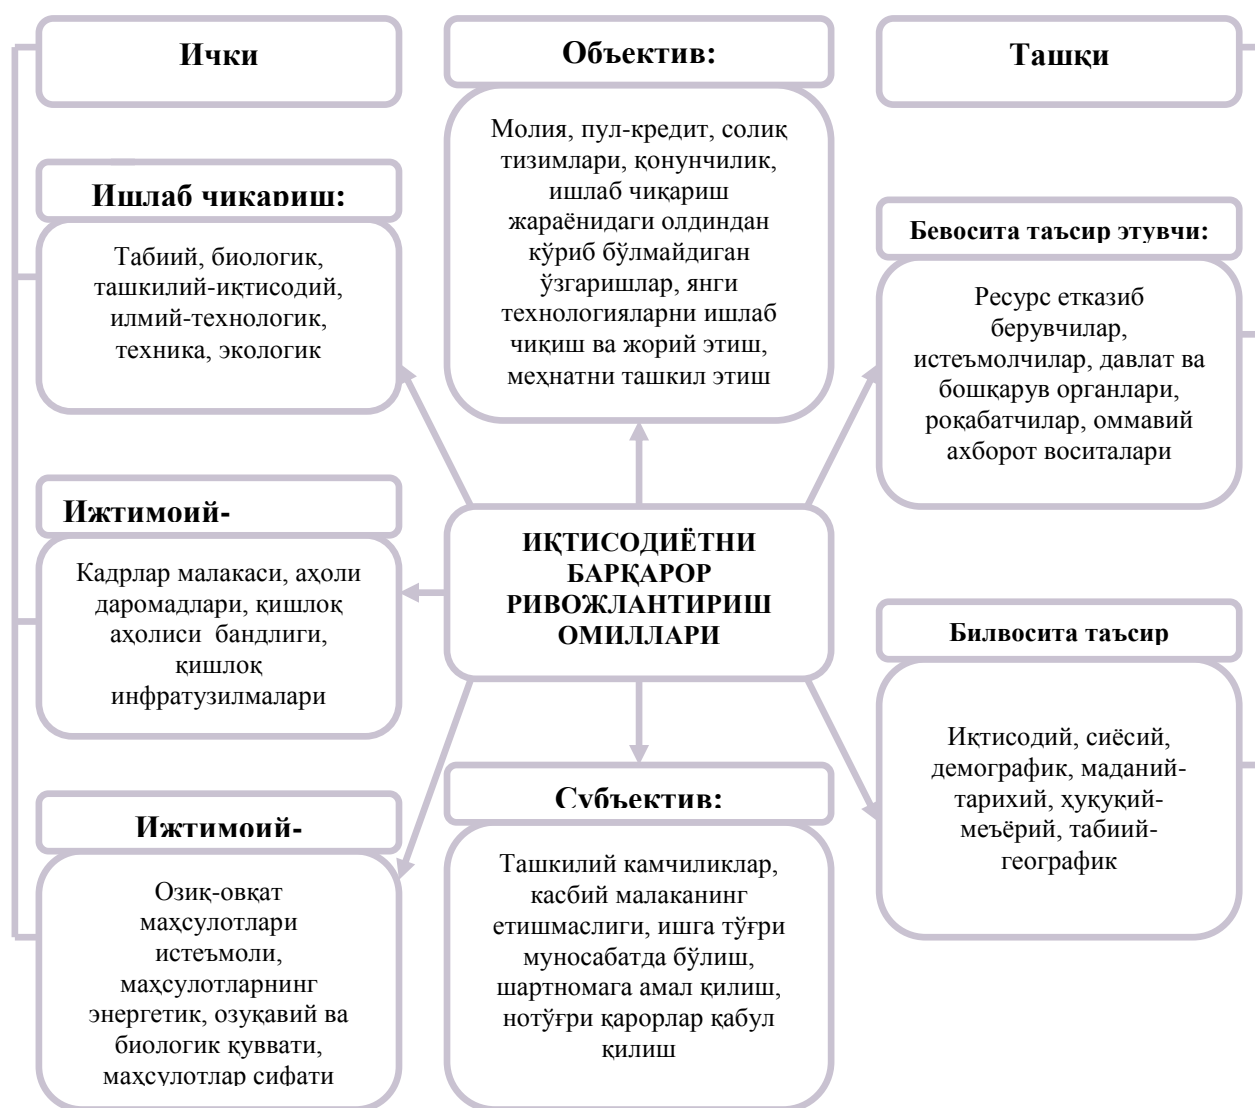 Ички
Ишлаб чиқариш:
Табиий, биологик,
ташкилий-иқтисодий,
илмий-технологик,
техника, экологик
Ижтимоий-
Кадрлар малакаси, аҳоли
даромадлари, қишлоқ
аҳолиси бандлиги,
қишлоқ
инфратузилмалари
Ижтимоий-
Озиқ-овқат
маҳсулотлари
истеъмоли,
маҳсулотларнинг
энергетик, озуқавий ва
биологик қуввати,
маҳсулотлар сифати
Объектив:
Молия, пул-кредит, солиқ
тизимлари, қонунчилик,
ишлаб чиқариш
жараёнидаги олдиндан
кўриб бўлмайдиган
ўзгаришлар, янги
технологияларни ишлаб
чиқиш ва жорий этиш,
меҳнатни ташкил этиш
ИҚТИСОДИЁТНИ
БАРҚАРОР
РИВОЖЛАНТИРИШ
ОМИЛЛАРИ
Субъектив:
Ташкилий камчиликлар,
касбий малаканинг
етишмаслиги, ишга тўғри
муносабатда бўлиш,
шартномага амал қилиш,
нотўғри қарорлар қабул
қилиш
Ташқи
Бевосита таъсир этувчи:
Ресурс етказиб
берувчилар,
истеъмолчилар, давлат ва
бошқарув органлари,
роқабатчилар, оммавий
ахборот воситалари
Билвосита таъсир
Иқтисодий, сиёсий,
демографик, маданий-
тарихий, ҳуқуқий-
меъёрий, табиий-
географик